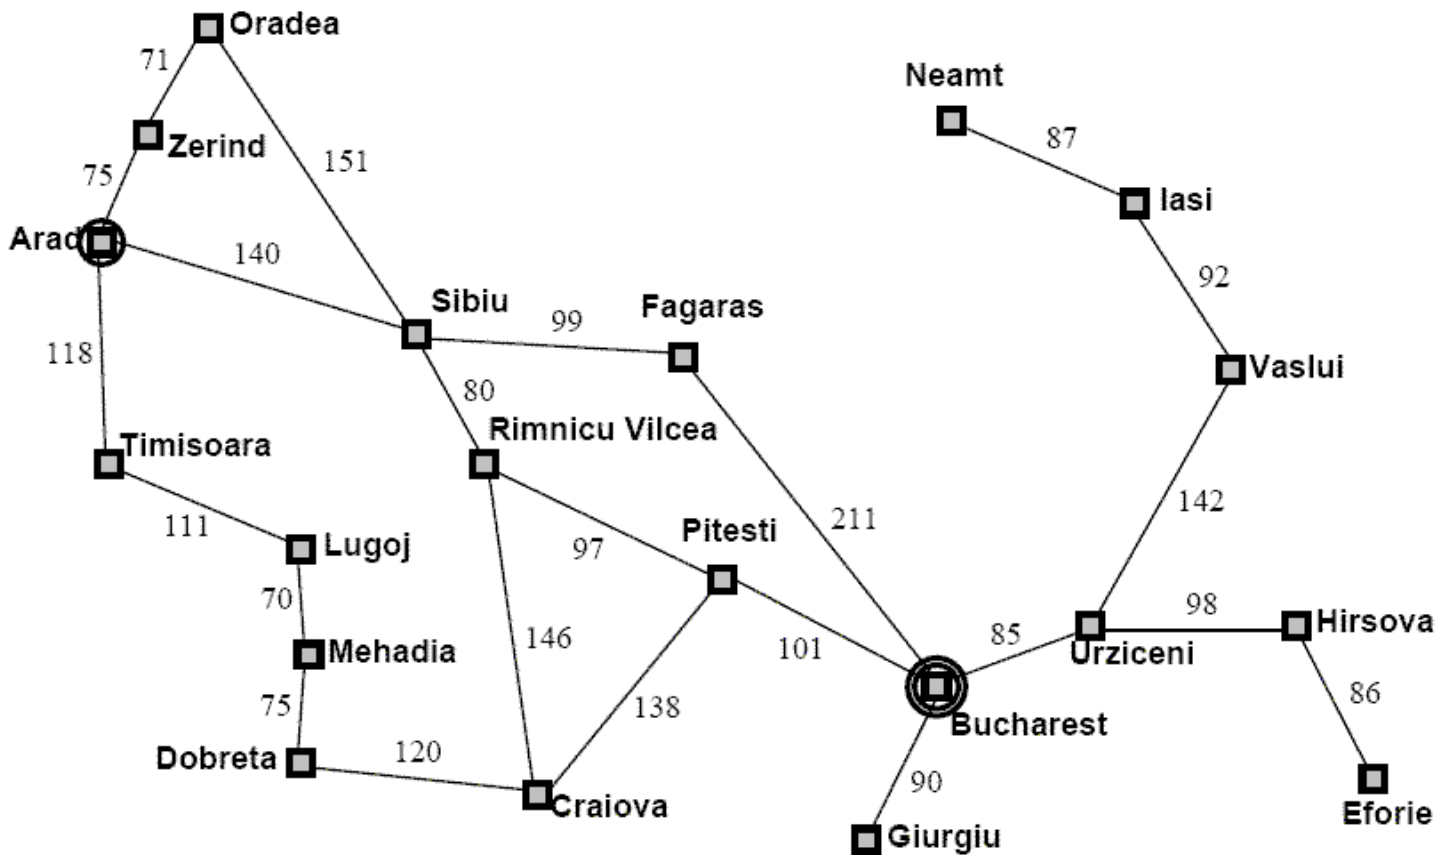 Oradea
71
Neamt
87
Zerind
151
75
Iasi
Arad
140
92
Sibiu
Fagaras
99
118
Vaslui
80
Rimnicu Vilcea
Timisoara
142
211
111
Pitesti
Lugoj
97
70
98
Hirsova
146
101
85
Mehadia
Urziceni
75
138
86
Bucharest
Dobreta
120
90
Craiova
Eforie
Giurgiu